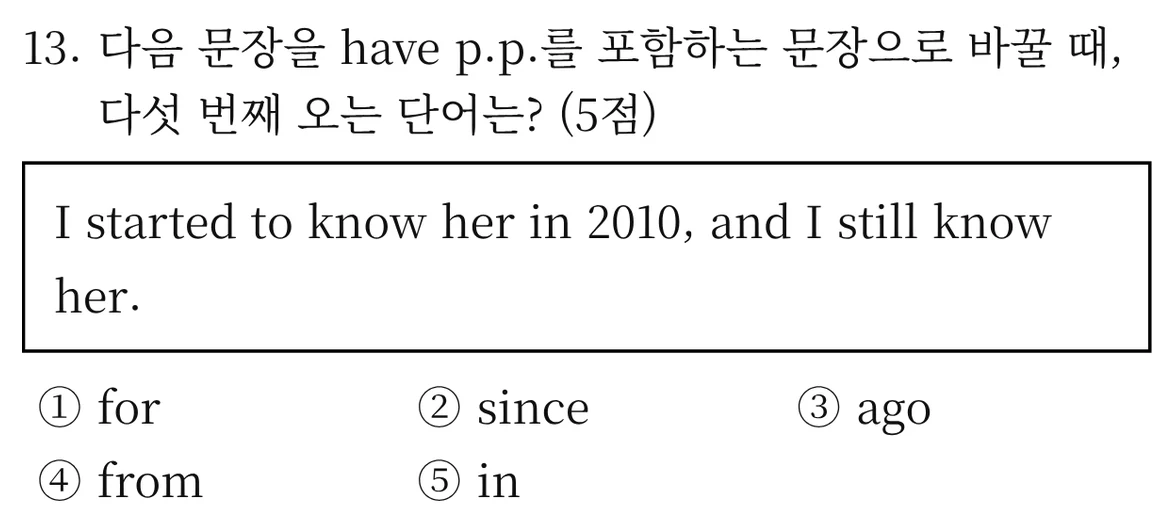 13. 다음 문장을 have p.p.를 포함하는 문장으로 바꿀 때,
다섯 번째 오는 단어는? (5점)
I started to know her in 2010, and I still know
her.
① for ② since ③ ago
④ from ⑤ in